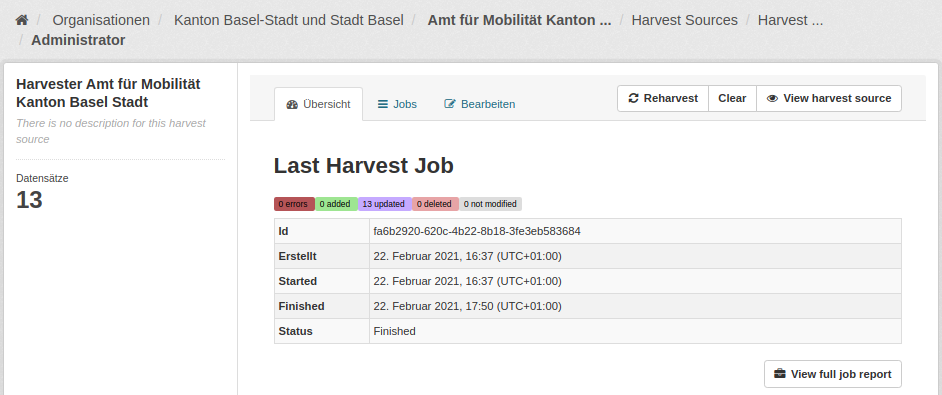 / Organisationen / Kanton Basel-Stadt und Stadt Basel / Amt für Mobilität Kanton ... / Harvest Sources / Harvest ...
/ Administrator
Harvester Amt für Mobilität
Kanton Basel Stadt
There is no description for this harvest
source
Datensätze
13
Übersicht Jobs Bearbeiten Reharvest Clear View harvest source
Last Harvest Job
0 errors 0 added 13 updated 0 deleted 0 not modified
Id fa6b2920-620c-4b22-8b18-3fe3eb583684
Erstellt 22. Februar 2021, 16:37 (UTC+01:00)
Started 22. Februar 2021, 16:37 (UTC+01:00)
Finished 22. Februar 2021, 17:50 (UTC+01:00)
Status Finished
View full job report